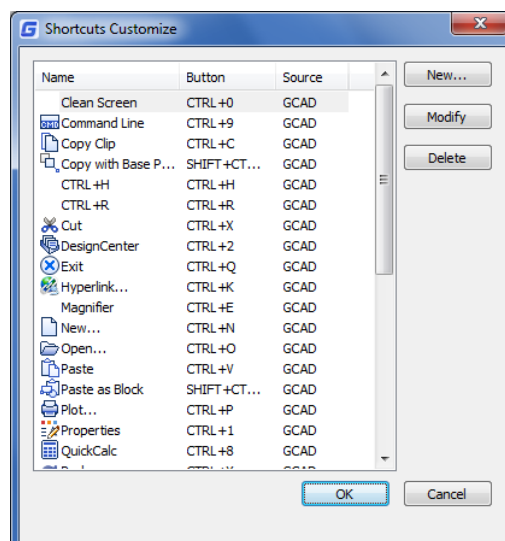 Shortcuts Customize
Name Button Source
New...
Clean Screen CTRL+0 GCAD
CMD Command Line CTRL+9 GCAD
Modify
Copy Clip CTRL+C GCAD
Copy with Base P... SHIFT+CT... GCAD
Delete
CTRL+H CTRL+H GCAD
CTRL+R CTRL+R GCAD
Cut CTRL+X GCAD
DesignCenter CTRL+2 GCAD
Exit CTRL+Q GCAD
Hyperlink... CTRL+K GCAD
Magnifier CTRL+E GCAD
New... CTRL+N GCAD
Open... CTRL+O GCAD
Paste CTRL+V GCAD
Paste as Block SHIFT+CT... GCAD
Plot... CTRL+P GCAD
Properties CTRL+1 GCAD
QuickCalc CTRL+8 GCAD
OK Cancel